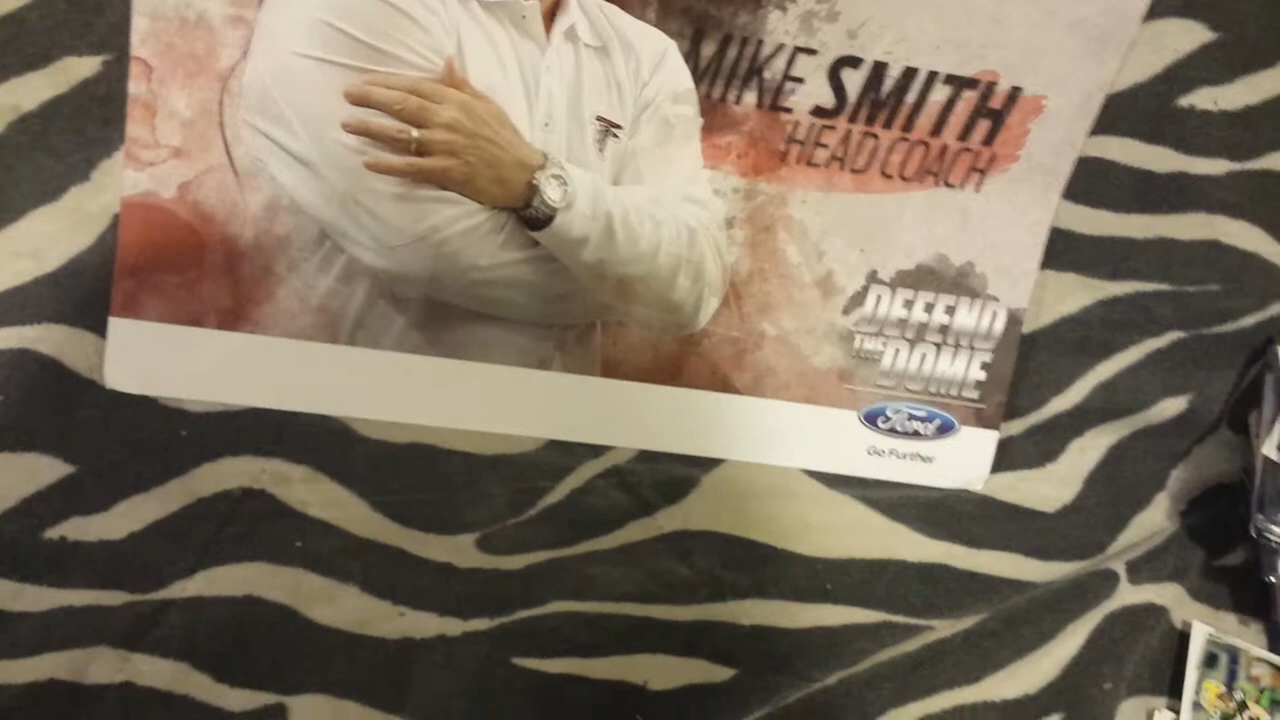 MIKE SMITH
HEAD COACH
DEFEND
THE
DOME
Ford
Go Further